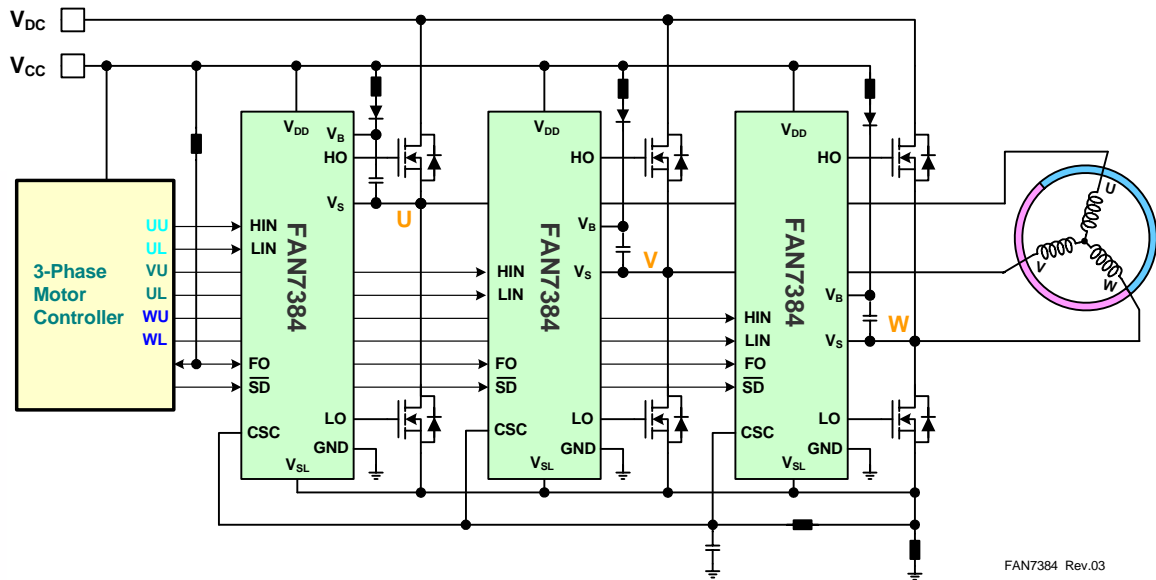 VDC
VCC
3-Phase
Motor
Controller
UU
UL
VU
UL
WU
WL
FAN7384
VDD
VB
HO
VS
HIN
LIN
FO
SD
LO
CSC
GND
VSL
U
FAN7384
VDD
HO
VB
VS
HIN
LIN
FO
SD
LO
CSC
GND
VSL
V
FAN7384
VDD
HO
VB
VS
HIN
LIN
FO
SD
LO
CSC
GND
VSL
W
U
V
W
FAN7384 Rev.03